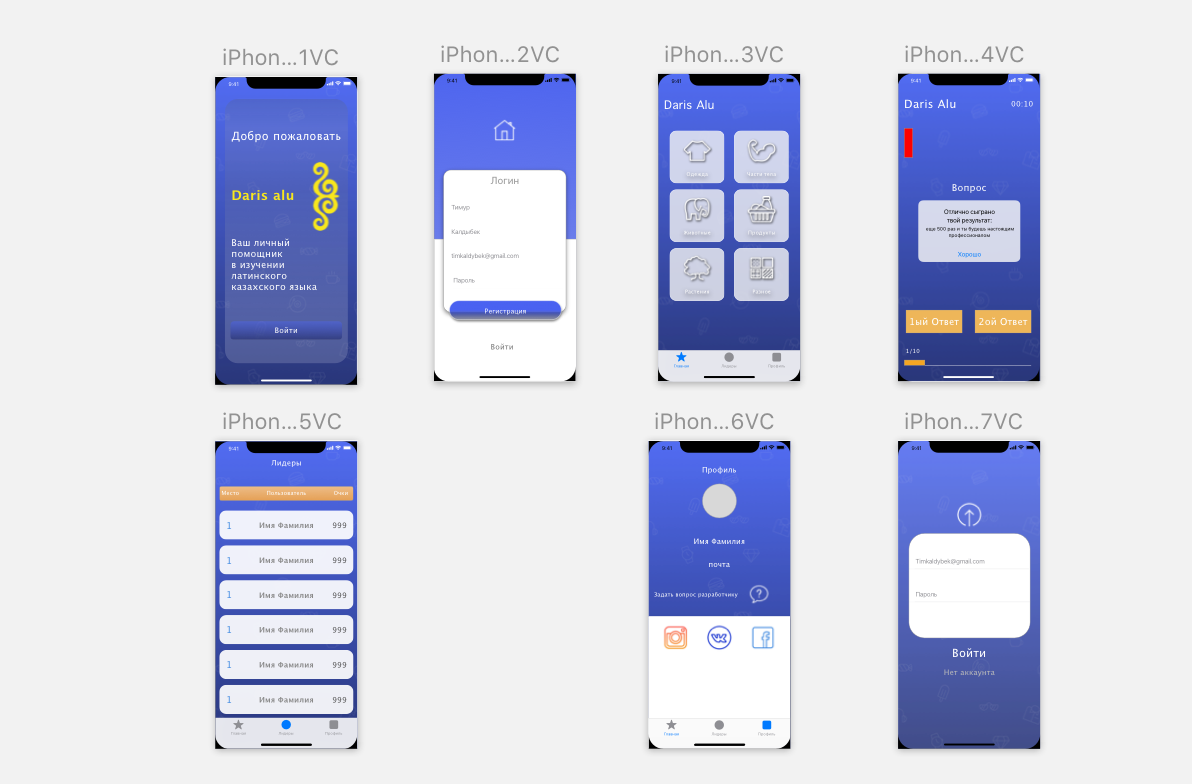 iPhon...1VC
9:41
Добро пожаловать
Daris alu
Ваш личный
помощник
в изучении
латинского
казахского языка
Войти
iPhon...2VC
9:41
Логин
Тимур
Калдыбек
timkaldybek@gmail.com
Пароль
Регистрация
Войти
iPhon...3VC
9:41
Daris Alu
Одежда
Части тела
Животные
Продукты
Растения
Разное
Главная
Лидеры
Профиль
iPhon...4VC
9:41
Daris Alu
00:10
Вопрос
Отлично сыграно
твой результат:
еще 500 раз и ты будешь настоящим
профессионалом
Хорошо
1ый Ответ
2ой Ответ
1/10
iPhon...5VC
9:41
Лидеры
Место Пользователь Очки
1 Имя Фамилия 999
1 Имя Фамилия 999
1 Имя Фамилия 999
1 Имя Фамилия 999
1 Имя Фамилия 999
1 Имя Фамилия 999
Главная
Лидеры
Профиль
iPhon...6VC
9:41
Профиль
Имя Фамилия
почта
Задать вопрос разработчику
Главная
Лидеры
Профиль
iPhon...7VC
9:41
Timkaldybek@gmail.com
Пароль
Войти
Нет аккаунта